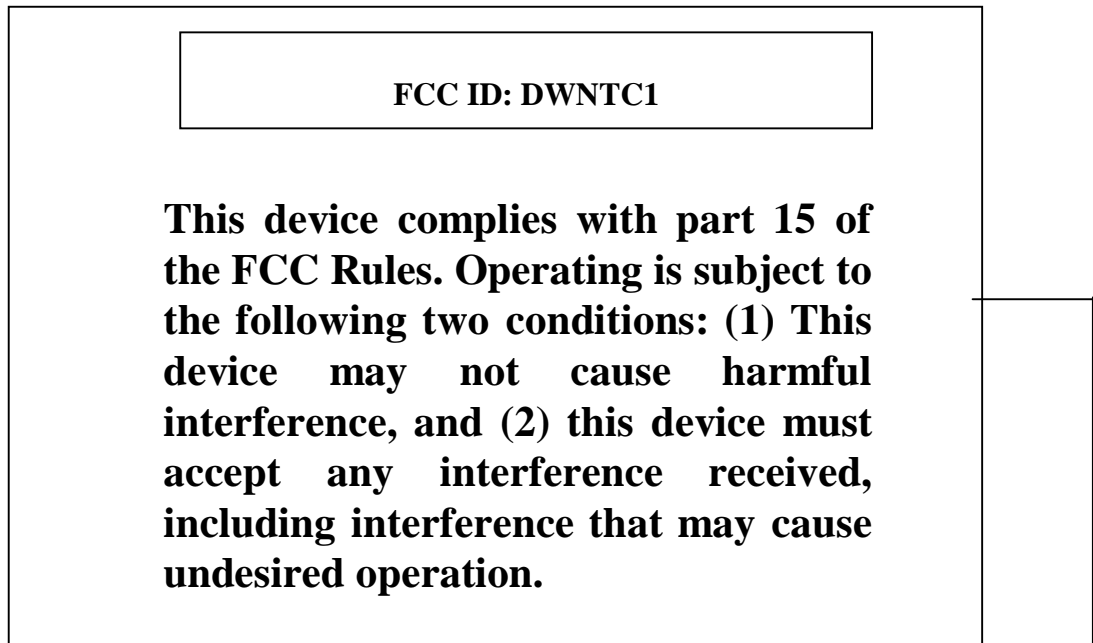 FCC ID: DWNTC1
This device complies with part 15 of
the FCC Rules. Operating is subject to
the following two conditions: (1) This
device may not cause harmful
interference, and (2) this device must
accept any interference received,
including interference that may cause
undesired operation.